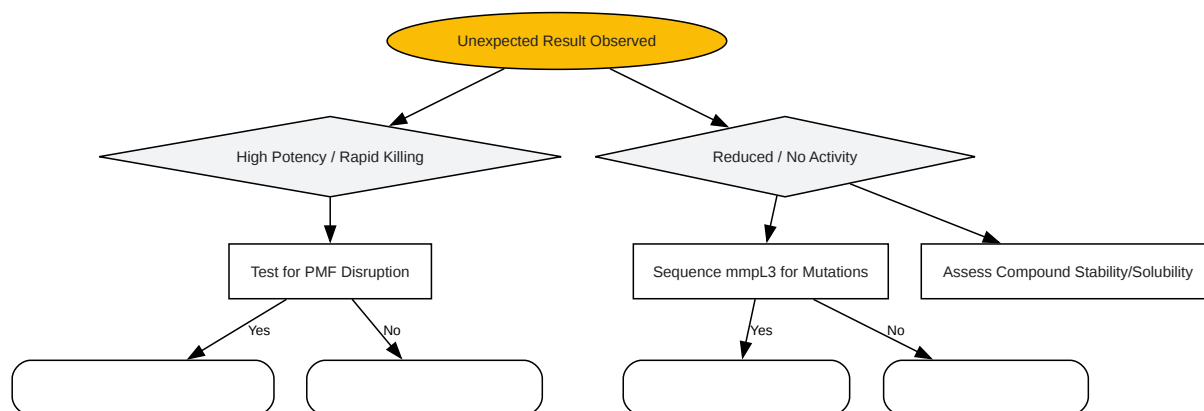 Unexpected Result Observed
High Potency / Rapid Killing
Reduced / No Activity
Test for PMF Disruption
Sequence mmpL3 for Mutations
Assess Compound Stability/Solubility
Yes
No
Yes
No